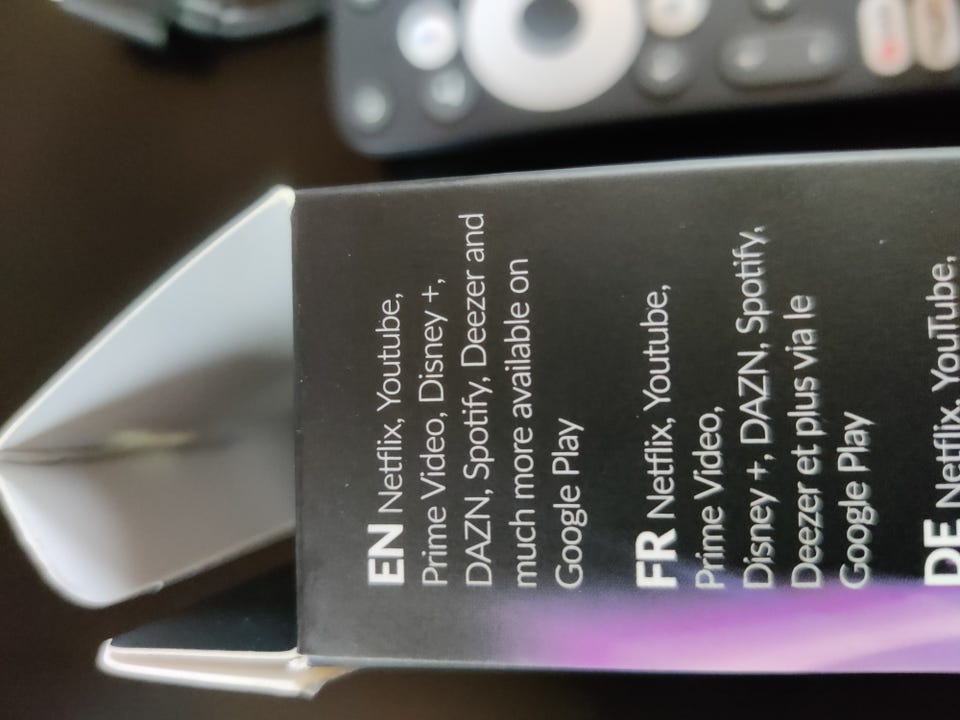 EN Netflix, Youtube,
Prime Video, Disney +,
DAZN, Spotify, Deezer and
much more available on
Google Play
FR Netflix, Youtube,
Prime Video,
Disney +, DAZN, Spotify,
Deezer et plus via le
Google Play
DE Netflix, YouTube,